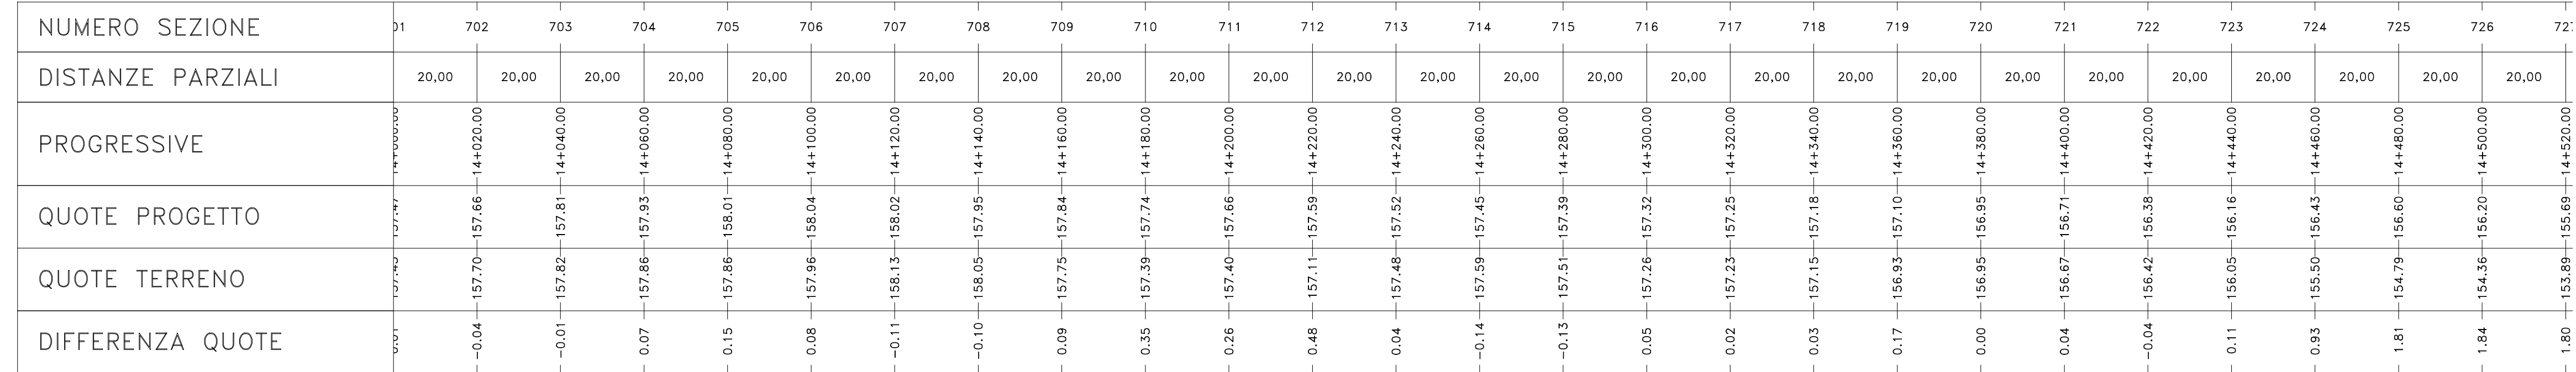 NUMERO SEZIONE 702 703 704 705 706 707 708 709 710 711 712 713 714 715 716 717 718 719 720 721 722 723 724 725 726
DISTANZE PARZIALI 20,00 20,00 20,00 20,00 20,00 20,00 20,00 20,00 20,00 20,00 20,00 20,00 20,00 20,00 20,00 20,00 20,00 20,00 20,00 20,00 20,00 20,00 20,00 20,00 20,00 20,00
PROGRESSIVE 14+020.00 14+040.00 14+060.00 14+080.00 14+100.00 14+120.00 14+140.00 14+160.00 14+180.00 14+200.00 14+220.00 14+240.00 14+260.00 14+280.00 14+300.00 14+320.00 14+340.00 14+360.00 14+380.00 14+400.00 14+420.00 14+440.00 14+460.00 14+480.00 14+500.00 14+520.00
QUOTE PROGETTO 157.66 157.81 157.93 158.01 158.04 158.02 157.95 157.84 157.74 157.66 157.59 157.52 157.45 157.39 157.32 157.25 157.18 157.10 156.95 156.71 156.38 156.16 156.43 156.60 156.20 155.69
QUOTE TERRENO 157.70 157.82 157.86 157.86 157.96 158.13 158.05 157.75 157.39 157.40 157.11 157.48 157.59 157.51 157.26 157.23 157.15 156.93 156.95 156.67 156.42 156.05 155.50 154.79 154.36 153.89
DIFFERENZA QUOTE -0.04 -0.01 0.07 0.15 0.08 -0.11 -0.10 0.09 0.35 0.26 0.48 0.04 -0.14 -0.13 0.05 0.02 0.03 0.17 0.00 0.04 -0.04 0.11 0.93 1.81 1.84 1.80